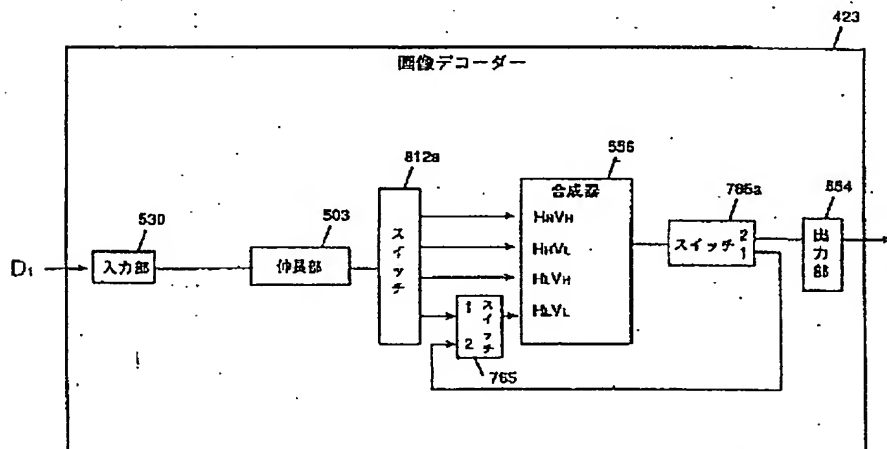 423
画像デコーダー
812a
556
765a
554
530
503
合成器
HHVH
HHVL
HLVH
HLVL
スイッチ
スイッチ
2
1
出力部
D1
入力部
伸長部
1
2
スイッチ
765